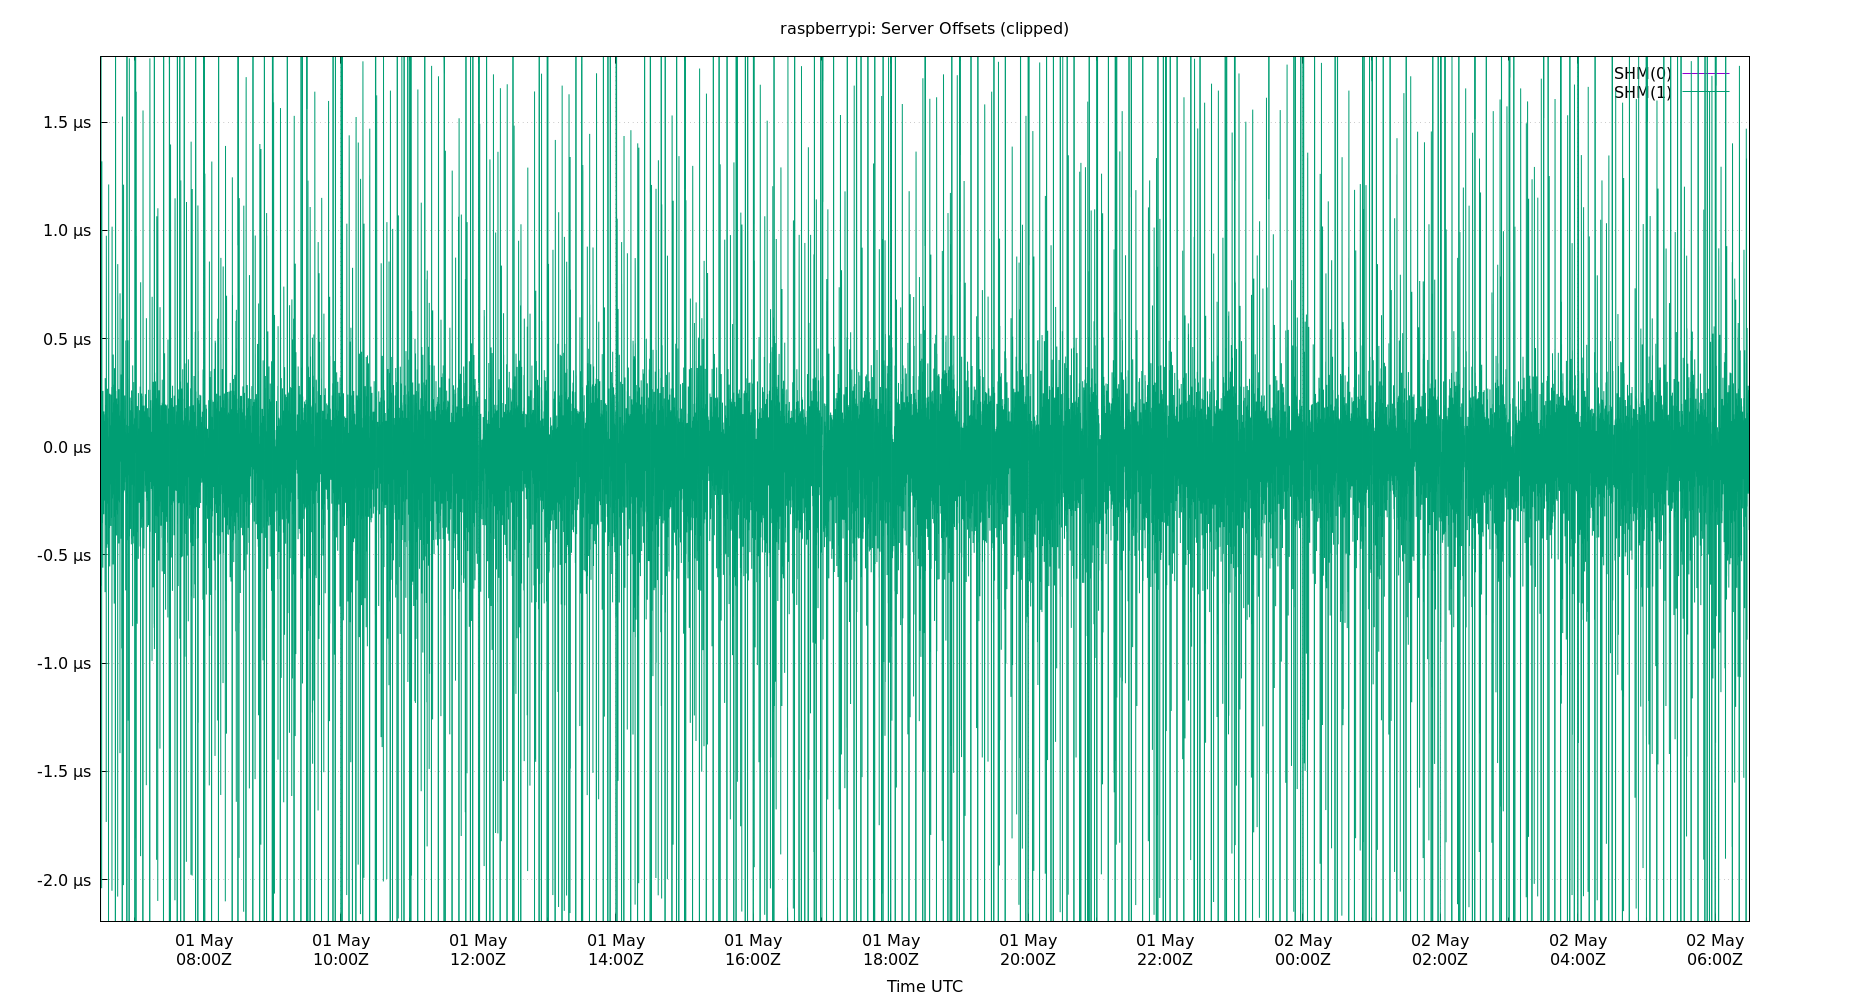 raspberrypi: Server Offsets (clipped)
SHM(0)
SHM(1)
1.5 µs
1.0 µs
0.5 µs
0.0 µs
-0.5 µs
-1.0 µs
-1.5 µs
-2.0 µs
01 May 01 May 01 May 01 May 01 May 01 May 01 May 01 May 02 May 02 May 02 May 02 May
08:00Z 10:00Z 12:00Z 14:00Z 16:00Z 18:00Z 20:00Z 22:00Z 00:00Z 02:00Z 04:00Z 06:00Z
Time UTC